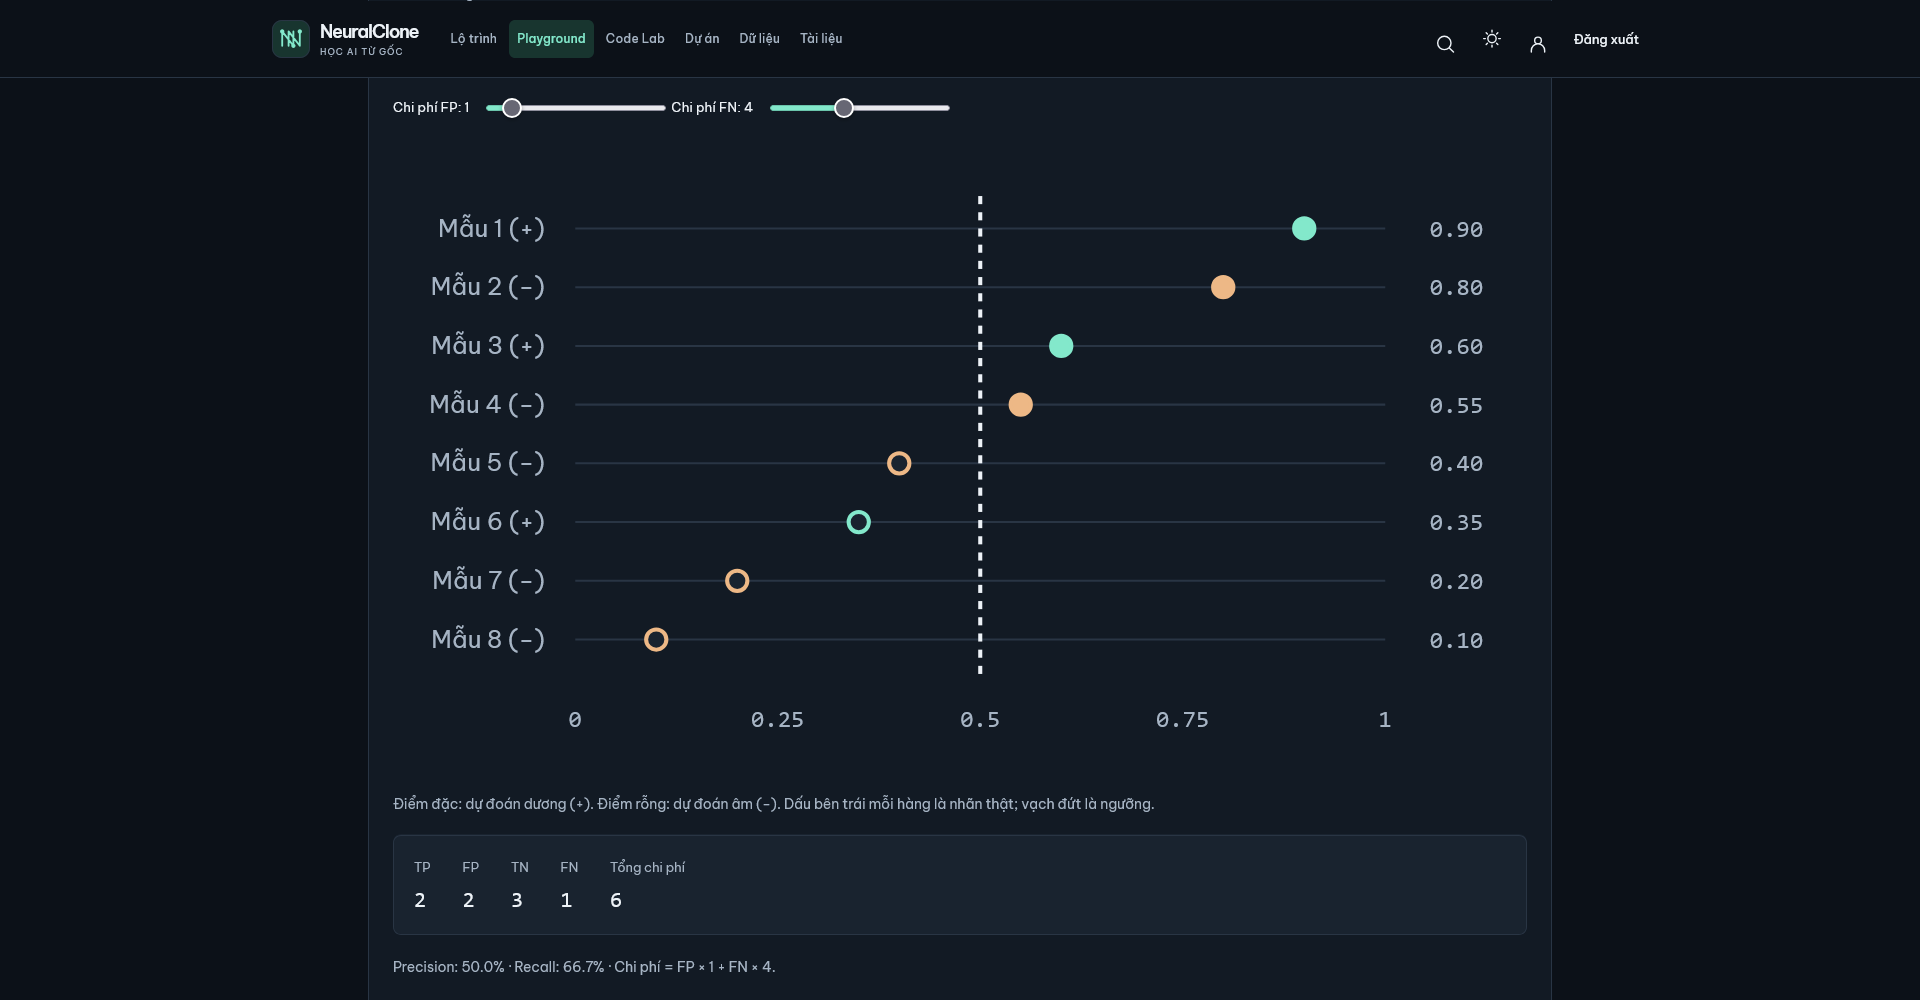 NeuralClone
HỌC AI TỪ GỐC
Lộ trình Playground Code Lab Dự án Dữ liệu Tài liệu
Đăng xuất
Chi phí FP: 1 Chi phí FN: 4
Mẫu 1 (+) 0.90
Mẫu 2 (−) 0.80
Mẫu 3 (+) 0.60
Mẫu 4 (−) 0.55
Mẫu 5 (−) 0.40
Mẫu 6 (+) 0.35
Mẫu 7 (−) 0.20
Mẫu 8 (−) 0.10
0 0.25 0.5 0.75 1
Điểm đặc: dự đoán dương (+). Điểm rỗng: dự đoán âm (−). Dấu bên trái mỗi hàng là nhãn thật; vạch đứt là ngưỡng.
TP FP TN FN Tổng chi phí
2 2 3 1 6
Precision: 50.0% · Recall: 66.7% · Chi phí = FP × 1 + FN × 4.